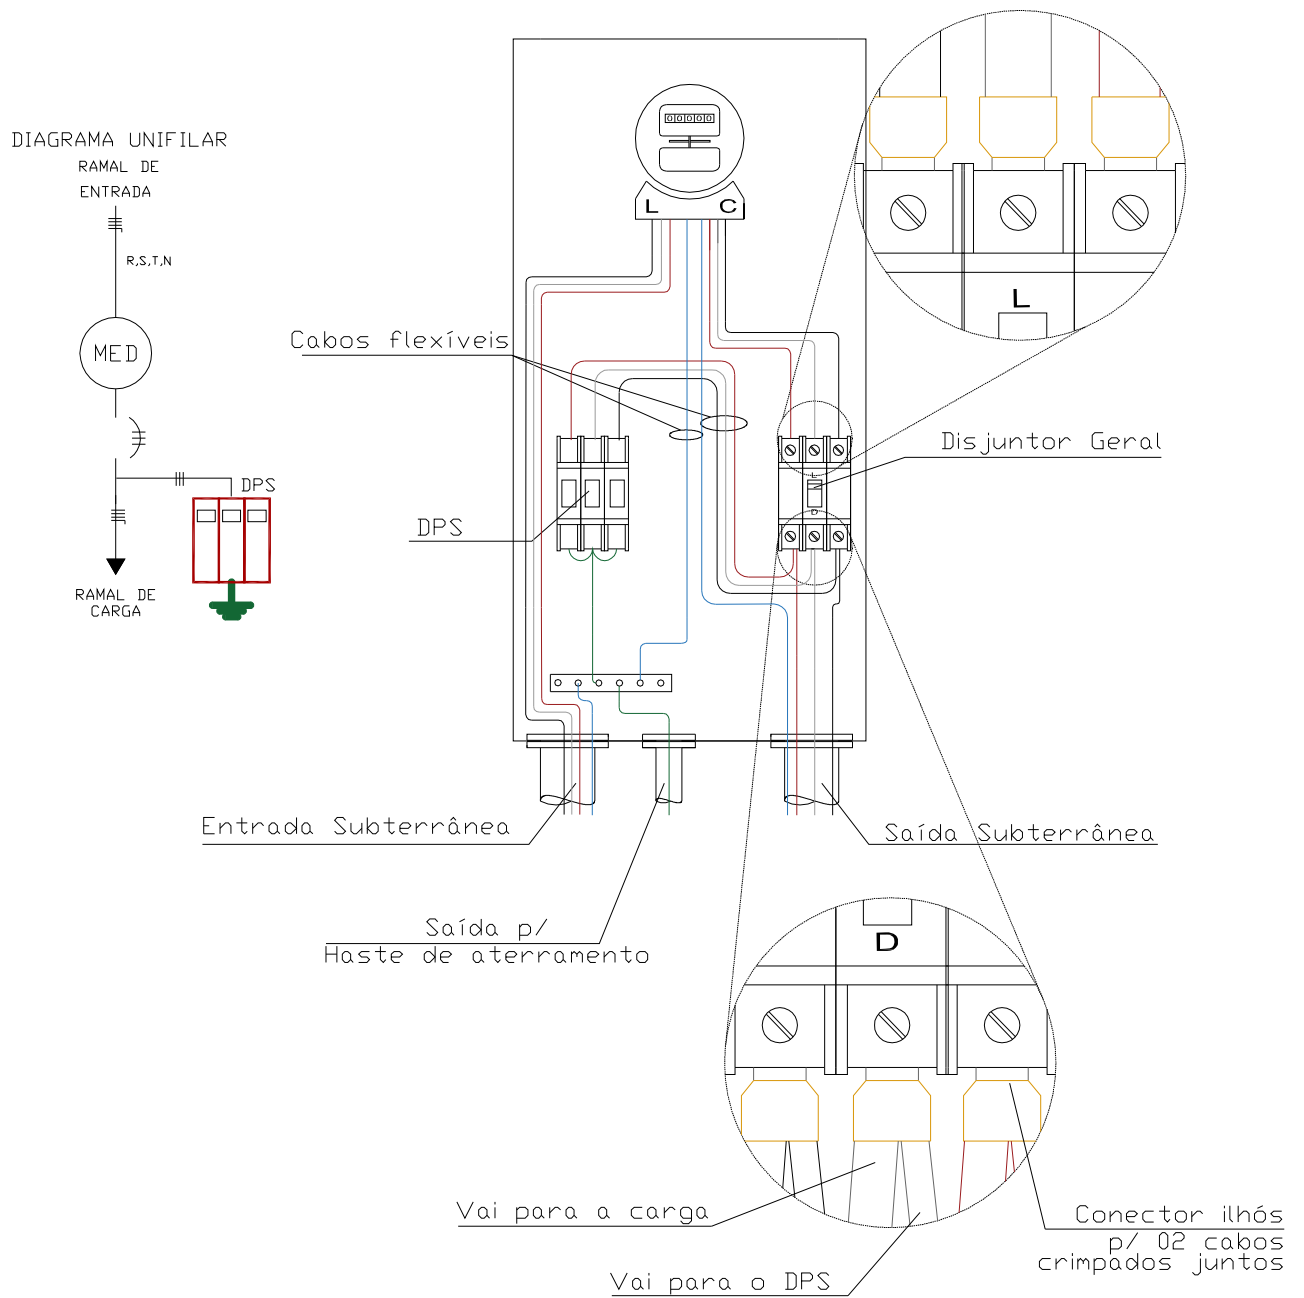 DIAGRAMA UNIFILAR
RAMAL DE
ENTRADA
R,S,T,N
MED
DPS
RAMAL DE
CARGA
00000
L C
Cabos flexíveis
DPS
L
D
L
Disjuntor Geral
Entrada Subterrânea
Saída p/
Haste de aterramento
Saída Subterrânea
D
Vai para a carga
Vai para o DPS
Conector ilhós
p/ 02 cabos
crimpados juntos